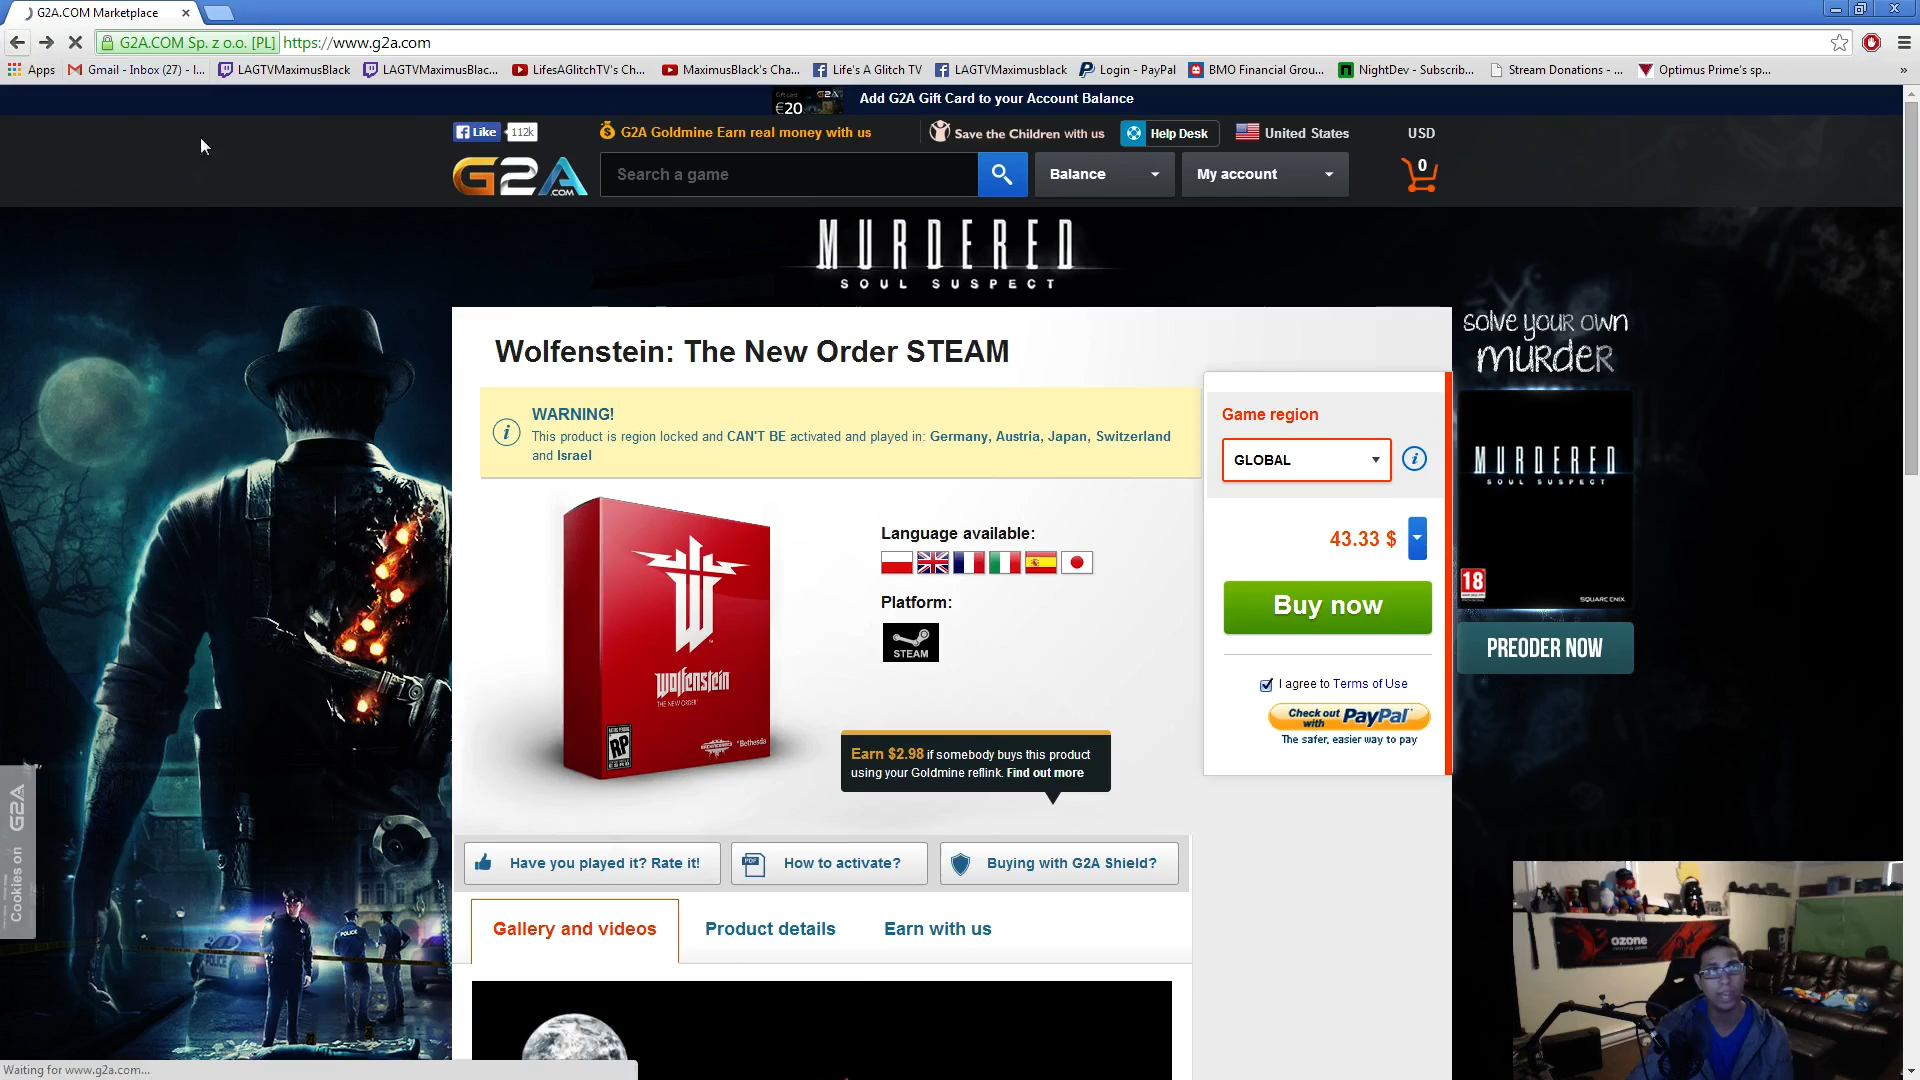 G2A.COM Marketplace
G2A.COM Sp. z o.o. [PL] https://www.g2a.com
Apps Gmail - Inbox (27) - l... LAGTVMaximusBlack LAGTVMaximusBlac... LifesAGlitchTV's Ch... MaximusBlack's Cha... Life's A Glitch TV LAGTVMaximusblack Login - PayPal BMO Financial Grou... NightDev - Subscrib... Stream Donations - ... Optimus Prime's sp... »
Gift card G2A €20 Add G2A Gift Card to your Account Balance
Like 112k G2A Goldmine Earn real money with us Save the Children with us Help Desk United States USD
G2A .COM Search a game Balance My account 0
MURDERED
SOUL SUSPECT
solve your own
murder
Wolfenstein: The New Order STEAM
WARNING!
This product is region locked and CAN'T BE activated and played in: Germany, Austria, Japan, Switzerland
and Israel
Game region
GLOBAL
43.33 $
Buy now
I agree to Terms of Use
Check out with PayPal
The safer, easier way to pay
MURDERED
SOUL SUSPECT
18
SQUARE ENIX
PREODER NOW
Language available:
Platform:
STEAM
Wolfenstein
THE NEW ORDER
RP
Bethesda
Earn $2.98 if somebody buys this product
using your Goldmine reflink. Find out more
Cookies on G2A
POLICE
POLICE
Have you played it? Rate it! PDF How to activate? Buying with G2A Shield?
Gallery and videos Product details Earn with us
ozone
Waiting for www.g2a.com...